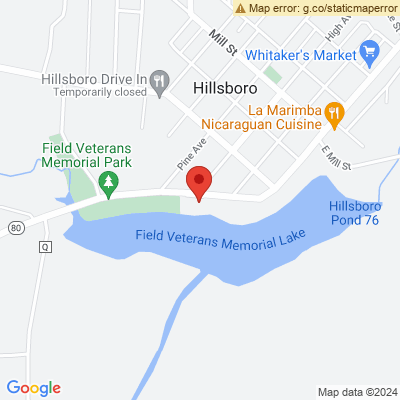 Map error: g.co/staticmaperror
High Ave
Mill St
Whitaker's Market
Hillsboro Drive In
Temporarily closed
Hillsboro
La Marimba
Nicaraguan Cuisine
Pine Ave
E Mill St
Field Veterans
Memorial Park
Hillsboro
Pond 76
80
Field Veterans Memorial Lake
Q
Google
Map data ©2024